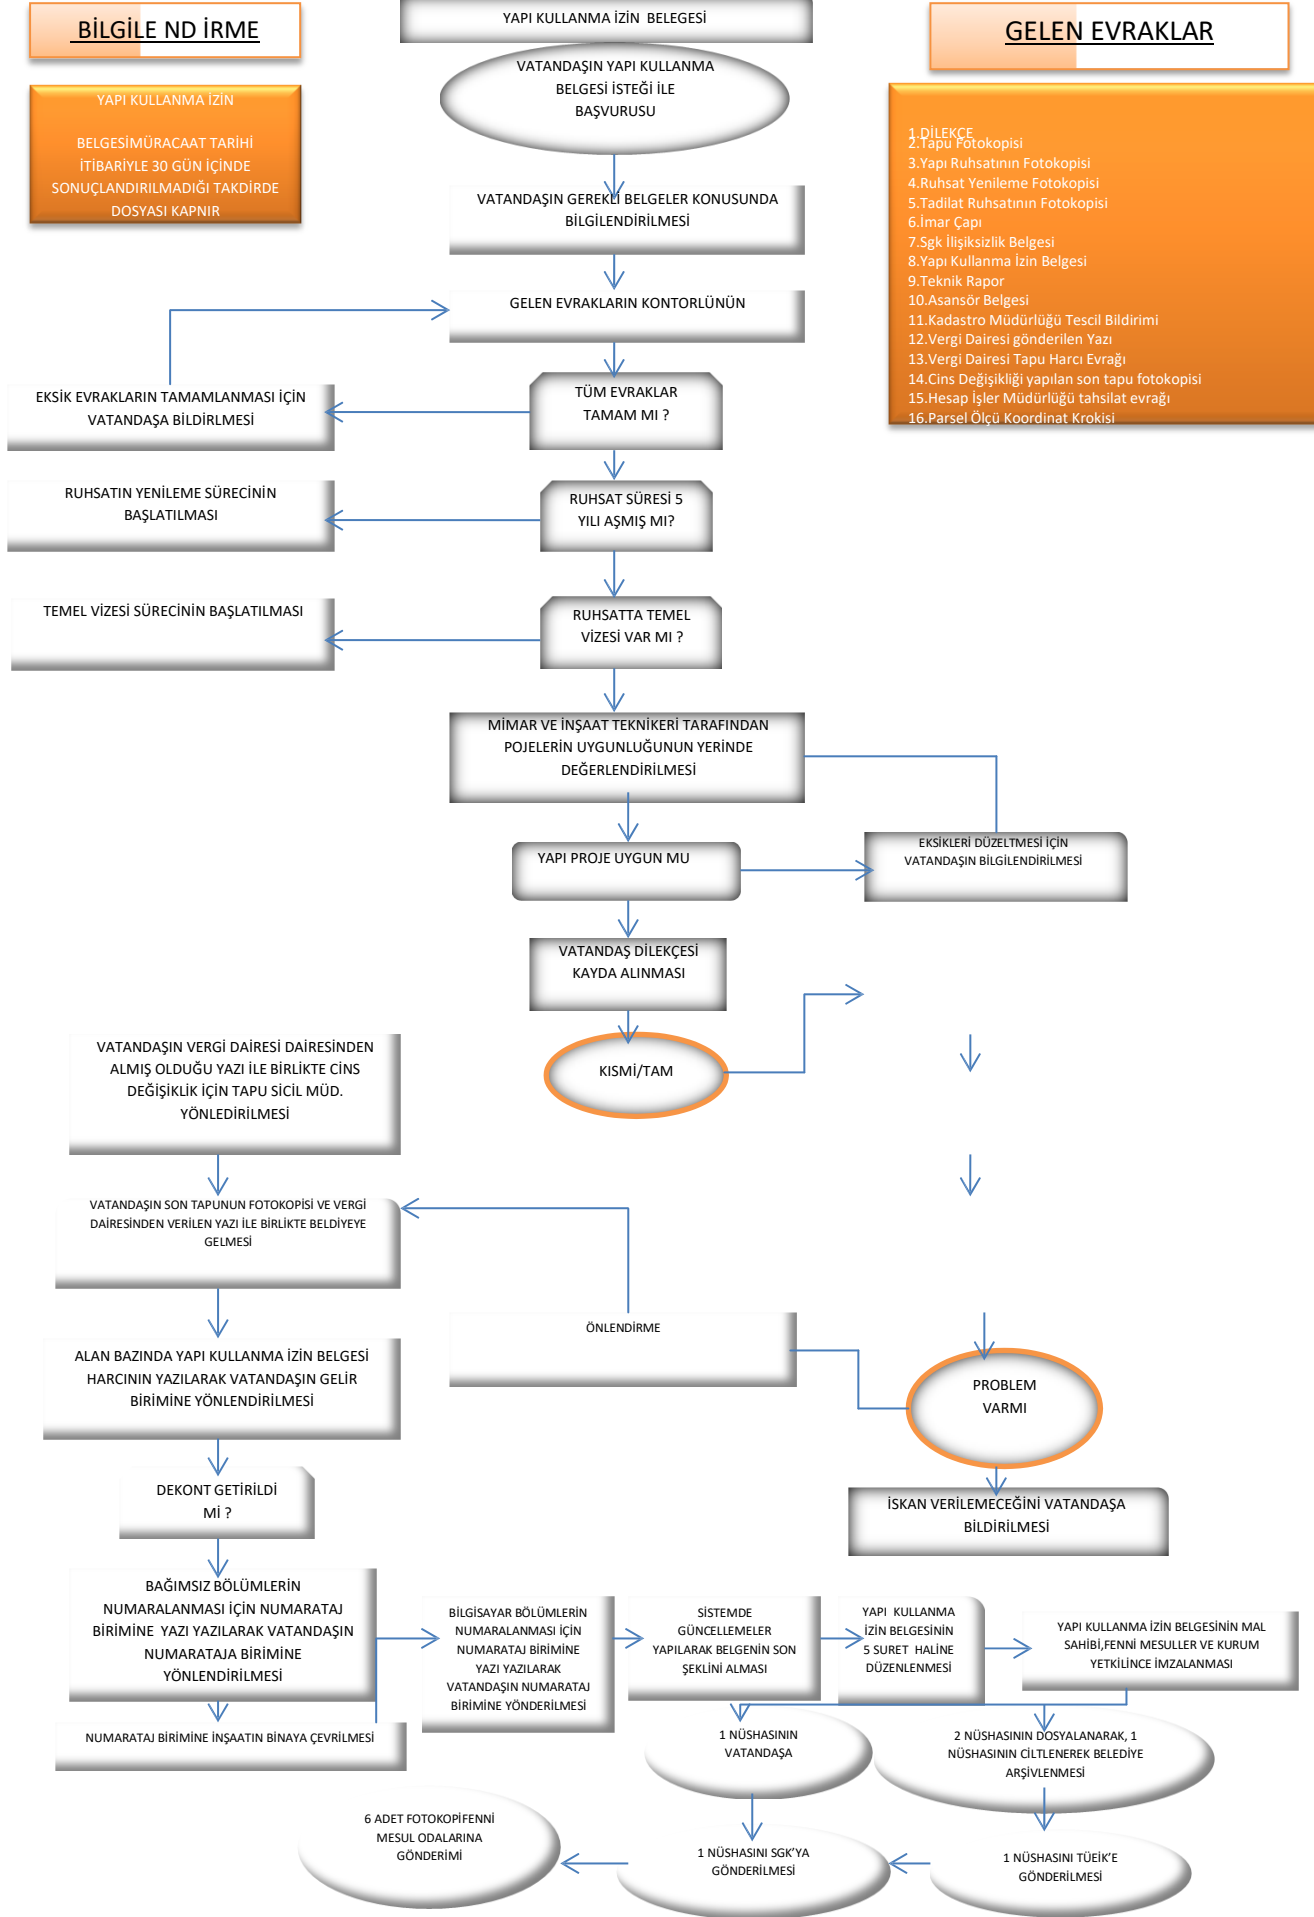 BİLGİLE ND İRME
YAPI KULLANMA İZİN BELEGESİ
GELEN EVRAKLAR
YAPI KULLANMA İZİN
BELGESİMÜRACAAT TARİHİ
İTİBARİYLE 30 GÜN İÇİNDE
SONUÇLANDIRILMADIĞI TAKDİRDE
DOSYASI KAPNIR
VATANDAŞIN YAPI KULLANMA
BELGESİ İSTEĞİ İLE
BAŞVURUSU
1.DİLEKÇE
2.Tapu Fotokopisi
3.Yapı Ruhsatının Fotokopisi
4.Ruhsat Yenileme Fotokopisi
5.Tadilat Ruhsatının Fotokopisi
6.İmar Çapı
7.Sgk İlişiksizlik Belgesi
8.Yapı Kullanma İzin Belgesi
9.Teknik Rapor
10.Asansör Belgesi
11.Kadastro Müdürlüğü Tescil Bildirimi
12.Vergi Dairesi gönderilen Yazı
13.Vergi Dairesi Tapu Harcı Evrağı
14.Cins Değişikliği yapılan son tapu fotokopisi
15.Hesap İşler Müdürlüğü tahsilat evrağı
16.Parsel Ölçü Koordinat Krokisi
VATANDAŞIN GEREKLİ BELGELER KONUSUNDA
BİLGİLENDİRİLMESİ
GELEN EVRAKLARIN KONTORLÜNÜN
EKSİK EVRAKLARIN TAMAMLANMASI İÇİN
VATANDAŞA BİLDİRLMESİ
TÜM EVRAKLAR
TAMAM MI ?
RUHSATIN YENİLEME SÜRECİNİN
BAŞLATILMASI
RUHSAT SÜRESİ 5
YILI AŞMIŞ MI?
TEMEL VİZESİ SÜRECİNİN BAŞLATILMASI
RUHSATTA TEMEL
VİZESİ VAR MI ?
MİMAR VE İNŞAAT TEKNİKERİ TARAFINDAN
POJELERİN UYGUNLUĞUNUN YERİNDE
DEĞERLENDİRİLMESİ
YAPI PROJE UYGUN MU
EKSİKLERİ DÜZELTMESİ İÇİN
VATANDAŞIN BİLGİLENDİRİLMESİ
VATANDAŞ DİLEKÇESİ
KAYDA ALINMASI
KISMİ/TAM
VATANDAŞIN VERGİ DAİRESİ DAİRESİNDEN
ALMIŞ OLDUĞU YAZI İLE BİRLİKTE CİNS
DEĞİŞİKLİK İÇİN TAPU SİCİL MÜD.
YÖNLEDİRİLMESİ
VATANDAŞIN SON TAPUNUN FOTOKOPİSİ VE VERGİ
DAİRESİNDEN VERİLEN YAZI İLE BİRLİKTE BELDİYEYE
GELMESİ
ÖNLENDİRME
ALAN BAZINDA YAPI KULLANMA İZİN BELGESİ
HARCININ YAZILARAK VATANDAŞIN GELİR
BİRİMİNE YÖNLENDİRİLMESİ
PROBLEM
VARMI
DEKONT GETİRİLDİ
Mİ ?
İSKAN VERİLEMECEĞİNİ VATANDAŞA
BİLDİRİLMESİ
BAĞIMSIZ BÖLÜMLERİN
NUMARALANMASI İÇİN NUMARATAJ
BİRİMİNE YAZI YAZILARAK VATANDAŞIN
NUMARATAJA BİRİMİNE
YÖNLENDİRİLMESİ
BİLGİSAYAR BÖLÜMLERİN
NUMARALANMASI İÇİN
NUMARATAJ BİRİMİNE
YAZI YAZILARAK
VATANDAŞIN NUMARATAJ
BİRİMİNE YÖNDERİLMESİ
SİSTEMDE
GÜNCELLEMELER
YAPILARAK BELGENİN SON
ŞEKLİNİ ALMASI
YAPI KULLANMA
İZİN BELGESİNİN
5 SURET HALİNE
DÜZENLENMESİ
YAPI KULLANMA İZİN BELGESİNİN MAL
SAHİBİ,FENNİ MESULLER VE KURUM
YETKİLİNCE İMZALANMASI
NUMARATAJ BİRİMİNE İNŞAATIN BİNAYA ÇEVRİLMESİ
1 NÜSHASININ
VATANDAŞA
2 NÜSHASININ DOSYALANARAK, 1
NÜSHASININ CİLTLENEREK BELEDİYE
ARŞİVLENMESİ
6 ADET FOTOKOPİFENNİ
MESUL ODALARINA
GÖNDERİMİ
1 NÜSHASINI SGK'YA
GÖNDERİLMESİ
1 NÜSHASINI TÜEİK'E
GÖNDERİLMESİ